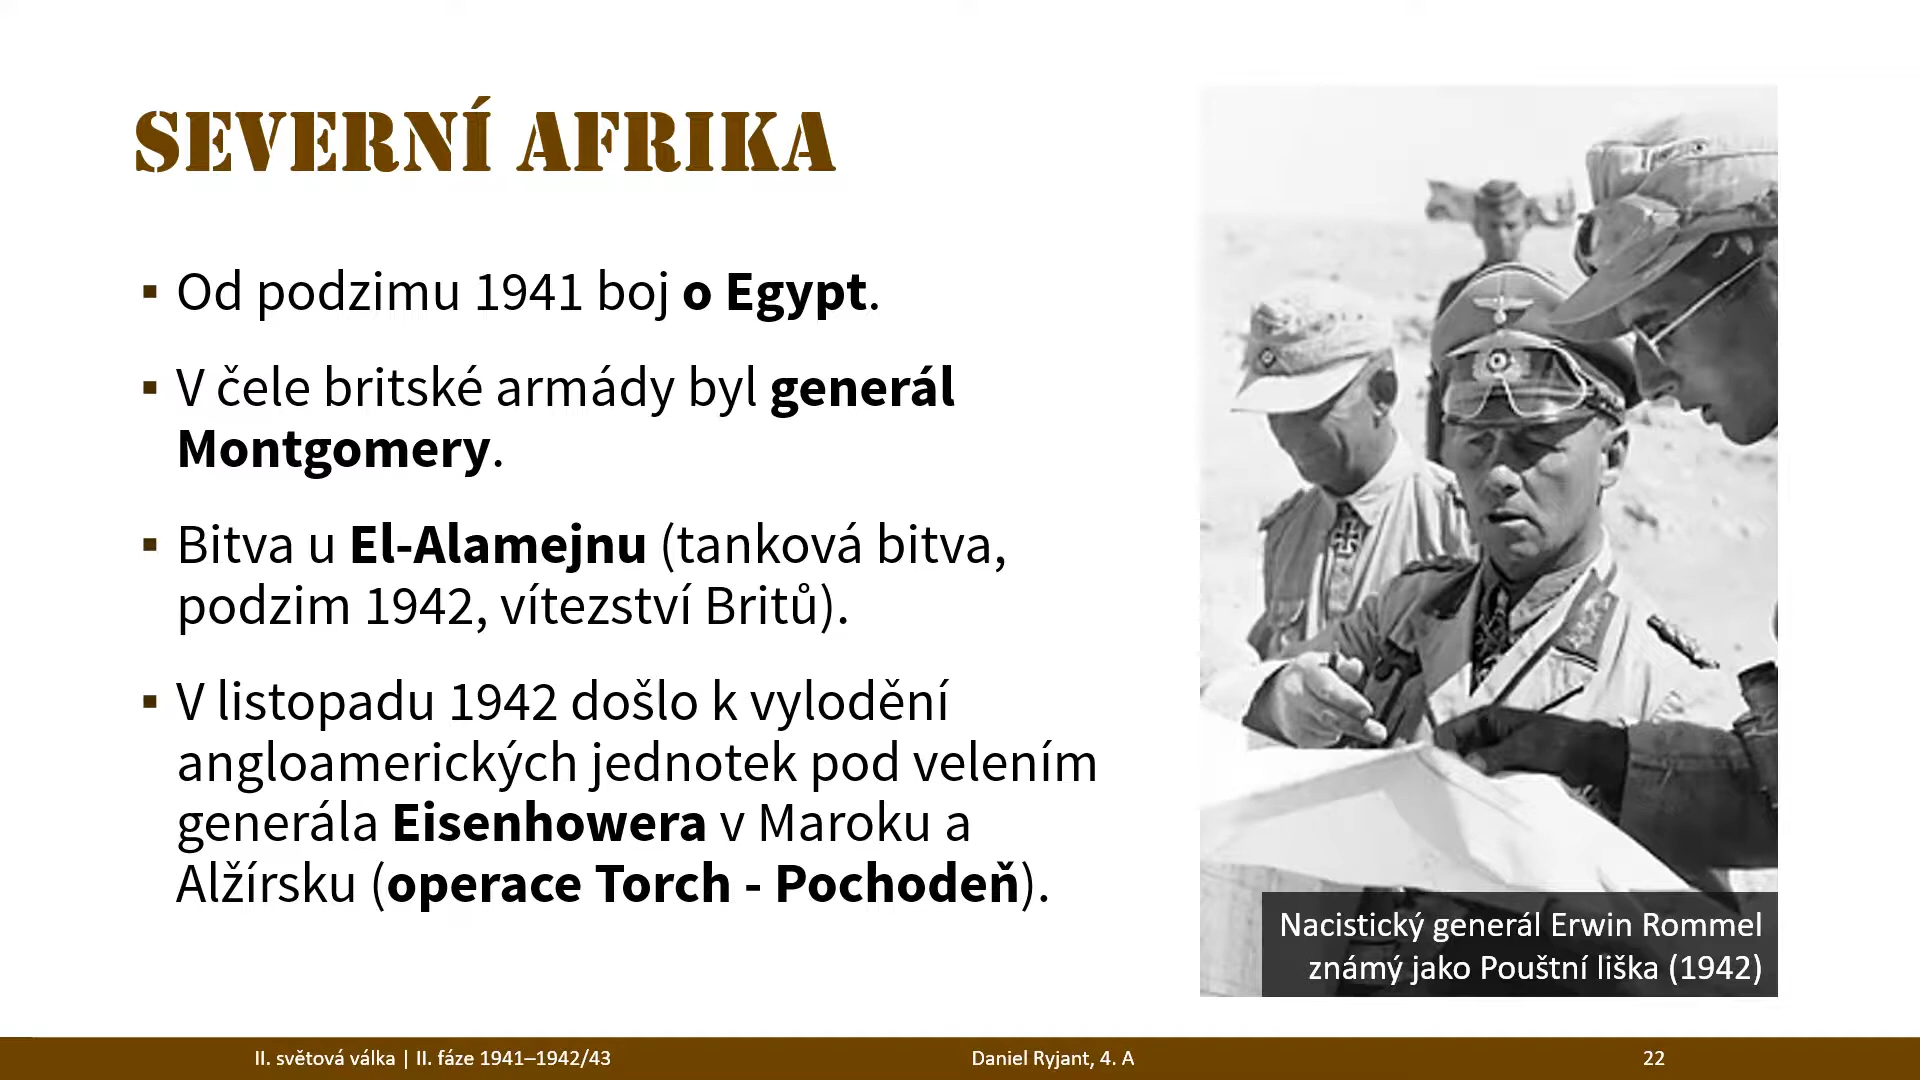 SEVERNÍ AFRIKA
▪ Od podzimu 1941 boj o Egypt.
▪ V čele britské armády byl generál
Montgomery.
▪ Bitva u El-Alamejnu (tanková bitva,
podzim 1942, vítezství Britů).
▪ V listopadu 1942 došlo k vylodění
angloamerických jednotek pod velením
generála Eisenhowera v Maroku a
Alžírsku (operace Torch - Pochodeň).
Nacistický generál Erwin Rommel
známý jako Pouštní liška (1942)
II. světová válka | II. fáze 1941–1942/43
Daniel Ryjant, 4. A
22